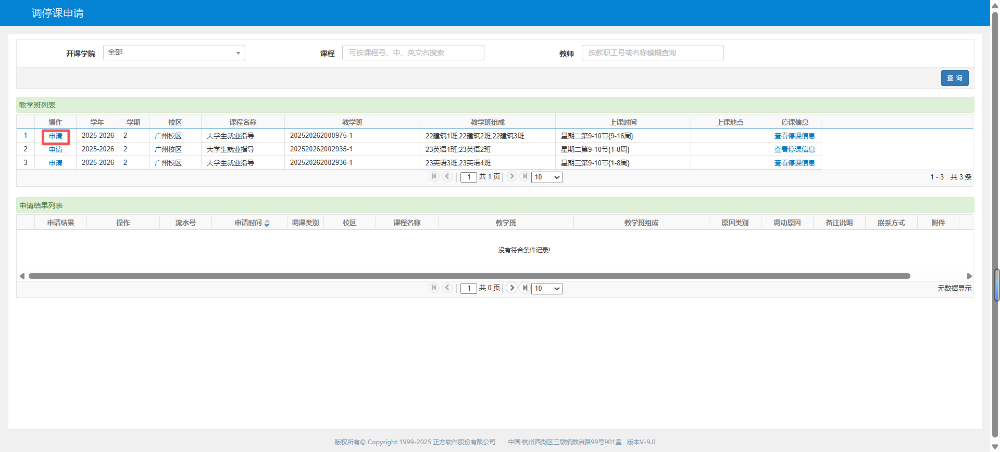 调停课申请
开课学院 全部 课程 可按课程号、中、英文名搜索 教师 按教职工号或名称模糊查询
查 询
教学班列表
操作 学年 学期 校区 课程名称 教学班 教学班组成 上课时间 上课地点 停课信息
1 申请 2025-2026 2 广州校区 大学生就业指导 202520262000975-1 22建筑1班;22建筑2班;22建筑3班 星期二第9-10节{9-16周} 查看停课信息
2 申请 2025-2026 2 广州校区 大学生就业指导 202520262002935-1 23英语1班;23英语2班 星期二第9-10节{1-8周} 查看停课信息
3 申请 2025-2026 2 广州校区 大学生就业指导 202520262002936-1 23英语3班;23英语4班 星期三第9-10节{1-8周} 查看停课信息
1 共 1 页 10 1 - 3 共 3 条
申请结果列表
申请结果 操作 流水号 申请时间 调课类别 校区 课程名称 教学班 教学班组成 原因类别 调动原因 备注说明 联系方式 附件
没有符合条件记录!
1 共 0 页 10 无数据显示
版权所有© Copyright 1999-2025 正方软件股份有限公司 中国·杭州西湖区三墩镇数治路99号901室 版本V-9.0